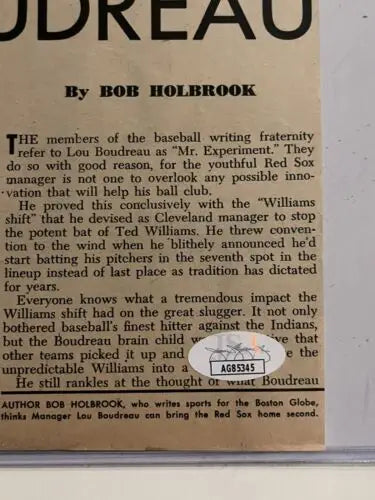 UDREAU
By BOB HOLBROOK
THE members of the baseball writing fraternity
refer to Lou Boudreau as "Mr. Experiment." They
do so with good reason, for the youthful Red Sox
manager is not one to overlook any possible inno-
vation that will help his ball club.
He proved this conclusively with the "Williams
shift" that he devised as Cleveland manager to stop
the potent bat of Ted Williams. He threw conven-
tion to the wind when he blithely announced he'd
start batting his pitchers in the seventh spot in the
lineup instead of last place as tradition has dictated
for years.
Everyone knows what a tremendous impact the
Williams shift had on the great slugger. It not only
bothered baseball's finest hitter against the Indians,
but the Boudreau brain child that
other teams picked it up and the
unpredictable Williams into a
He still rankles at the thought of what Boudreau
JSA
AG85345
AUTHOR BOB HOLBROOK, who writes sports for the Boston Globe,
thinks Manager Lou Boudreau can bring the Red Sox home second.